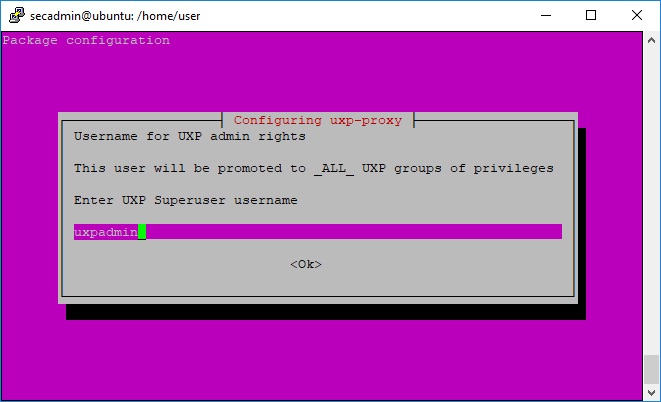 secadmin@ubuntu: /home/user
Package configuration
Configuring uxp-proxy
Username for UXP admin rights
This user will be promoted to _ALL_ UXP groups of privileges
Enter UXP Superuser username
uxpadmin
<Ok>